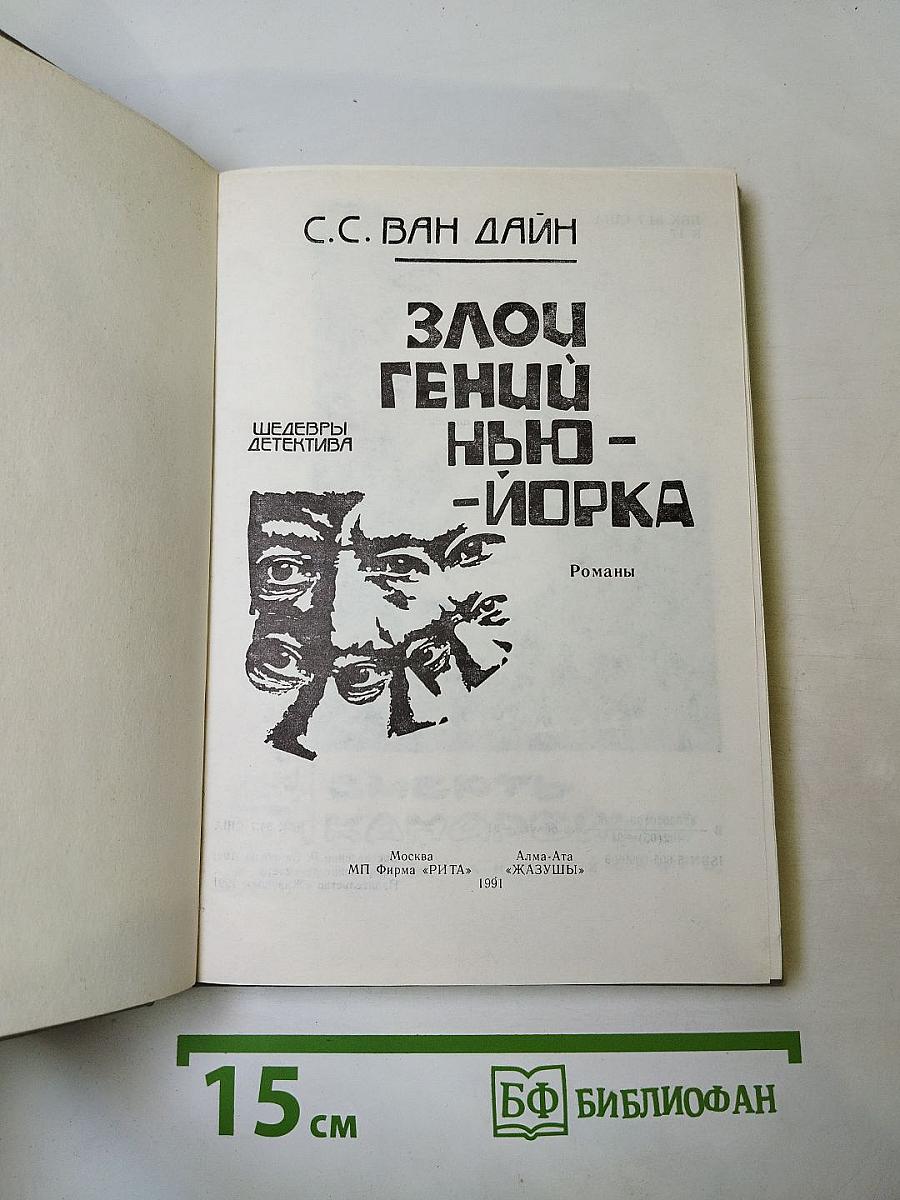 С.С. ВАН ДАЙН
ЗЛОЙ
ГЕНИЙ
НЬЮ-
-ЙОРКА
ШЕДЕВРЫ
ДЕТЕКТИВА
Романы
Москва
МП Фирма «РИТА»
Алма-Ата
«ЖАЗУШЫ»
1991
15 см
БФ БИБЛИОФАН